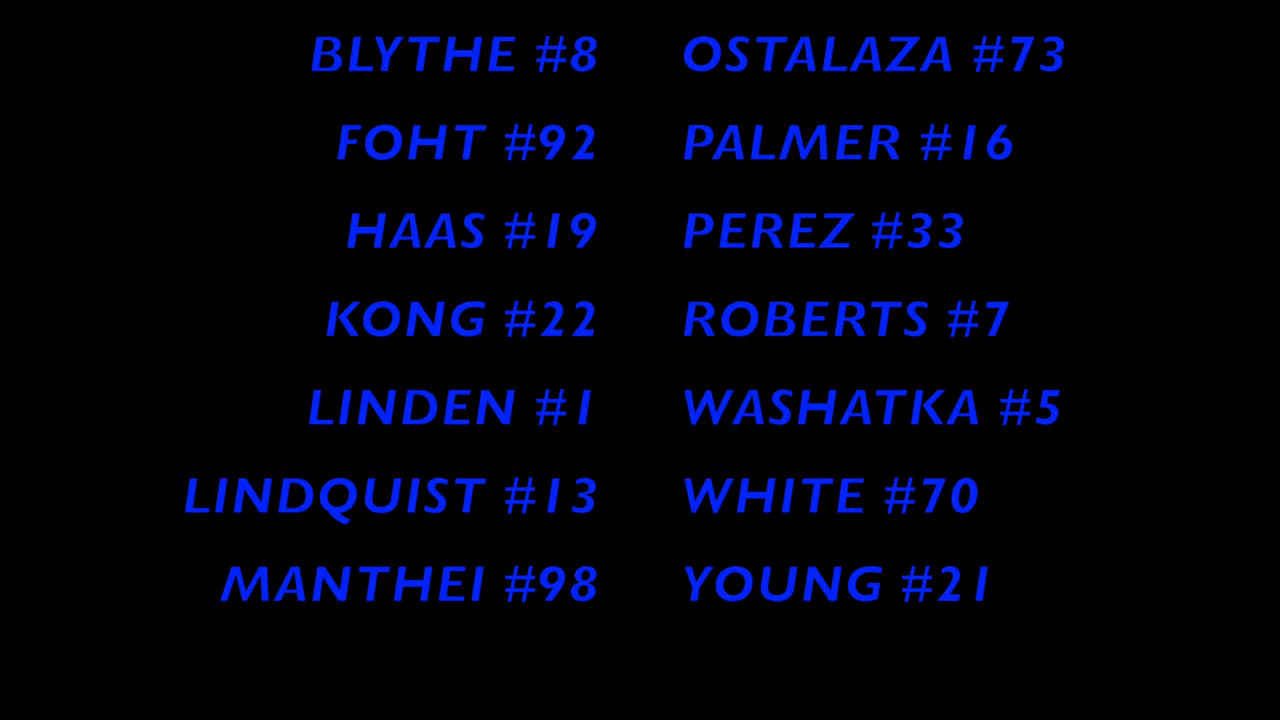 BLYTHE #8
FOHT #92
HAAS #19
KONG #22
LINDEN #1
LINDQUIST #13
MANTHEI #98
OSTALAZA #73
PALMER #16
PEREZ #33
ROBERTS #7
WASHATKA #5
WHITE #70
YOUNG #21